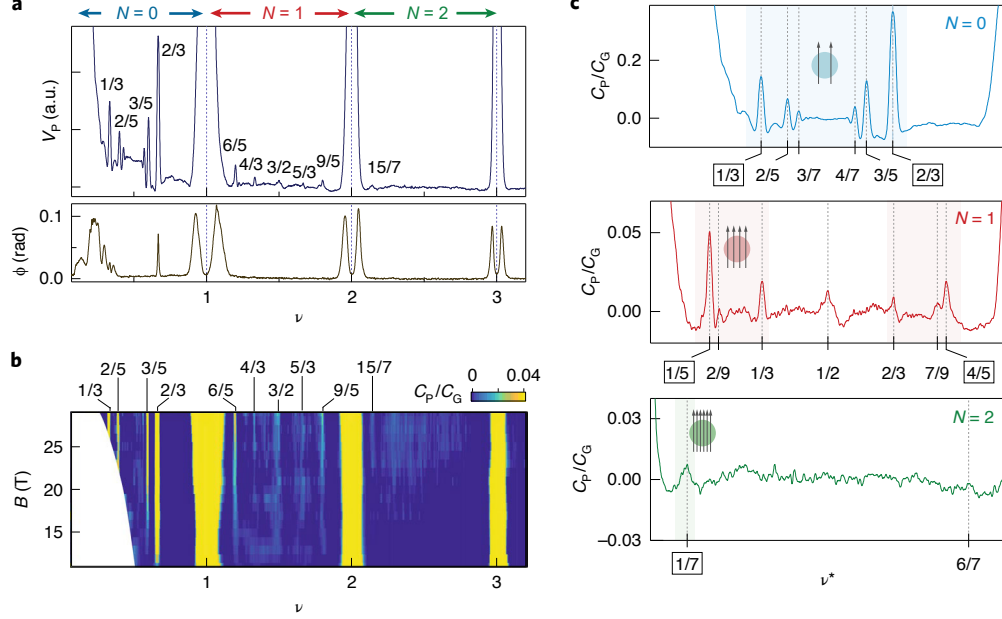 a
N = 0
N = 1
N = 2
V_P (a.u.)
1/3
2/5
3/5
2/3
6/5
4/3
3/2
5/3
9/5
15/7
ϕ (rad)
0.1
0.0
1
2
3
ν
b
1/3
2/5
3/5
2/3
6/5
4/3
3/2
5/3
9/5
15/7
C_P/C_G
0
0.04
B (T)
25
20
15
1
2
3
ν
c
N = 0
C_P/C_G
0.2
0.0
1/3
2/5
3/7
4/7
3/5
2/3
N = 1
C_P/C_G
0.05
0.00
1/5
2/9
1/3
1/2
2/3
7/9
4/5
N = 2
C_P/C_G
0.03
0.00
−0.03
1/7
6/7
ν*